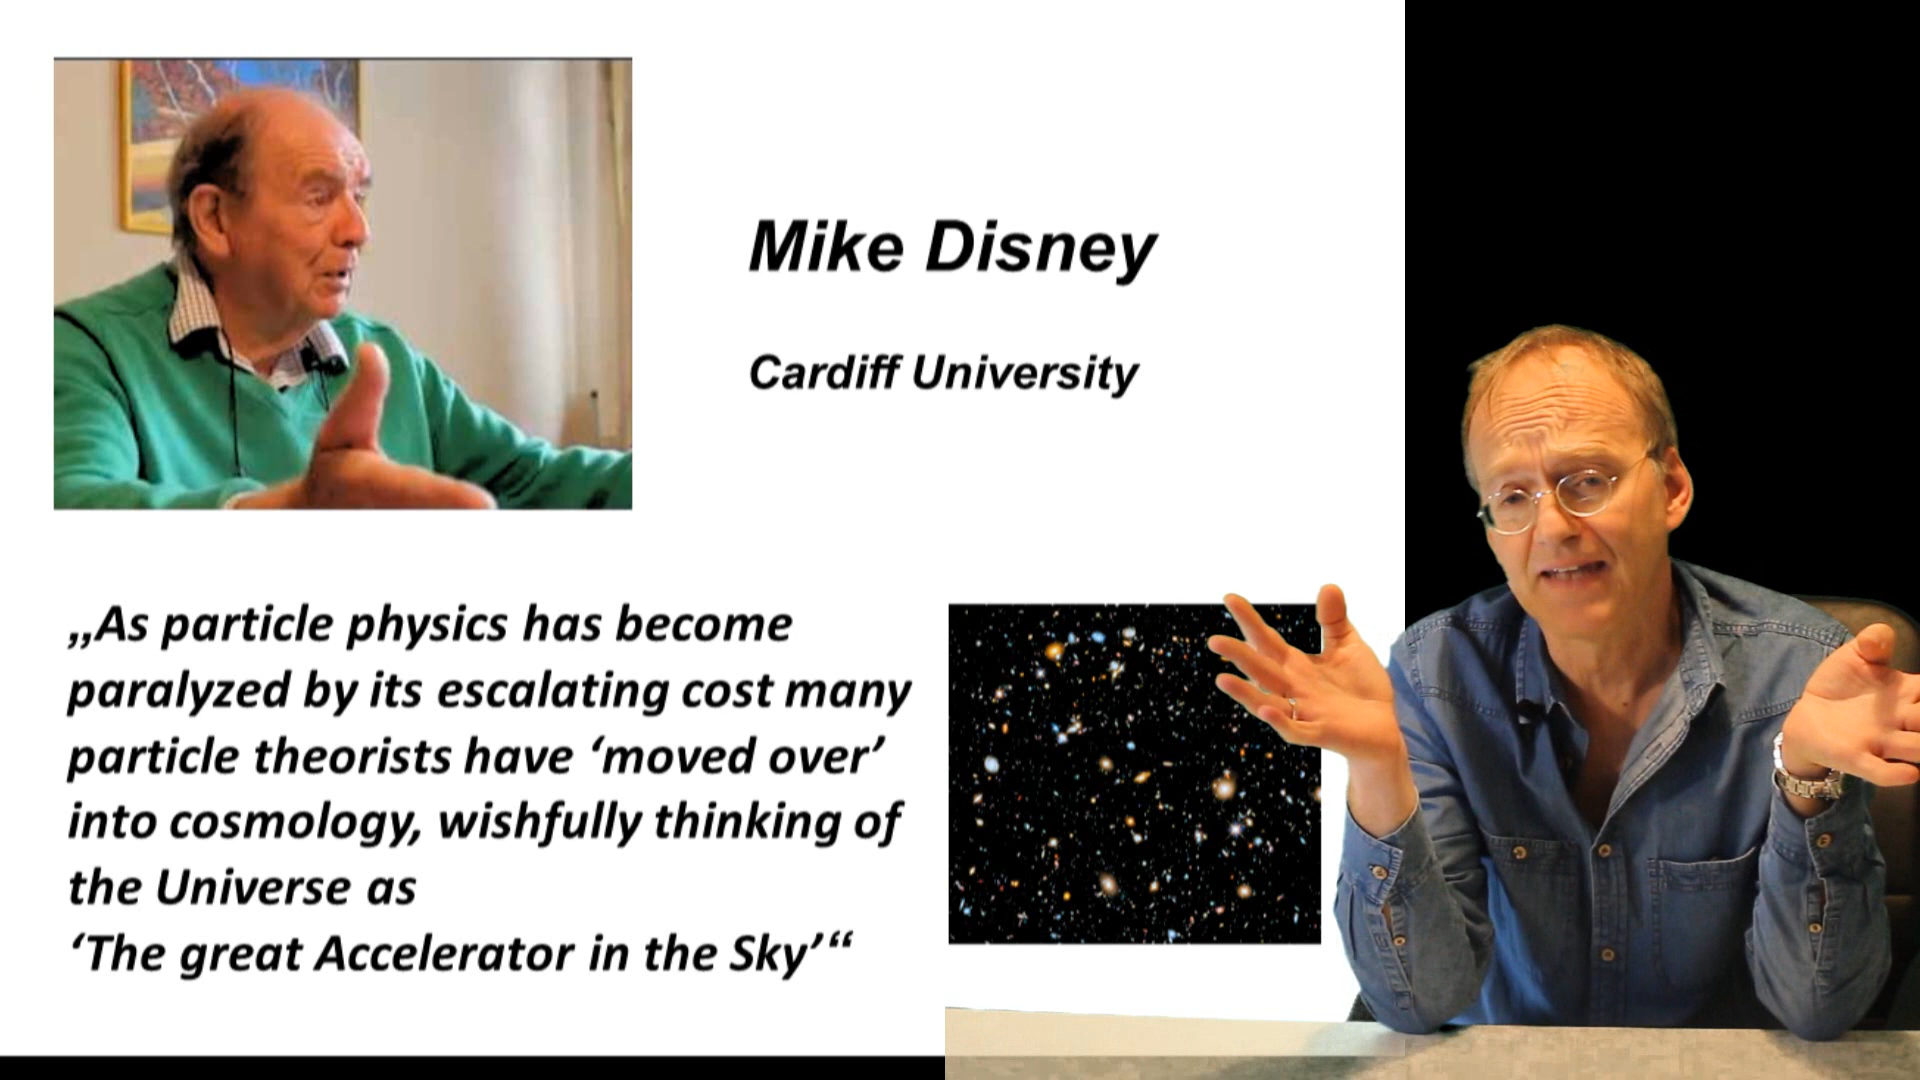 Mike Disney
Cardiff University
„As particle physics has become
paralyzed by its escalating cost many
particle theorists have ‘moved over’
into cosmology, wishfully thinking of
the Universe as
‘The great Accelerator in the Sky’“